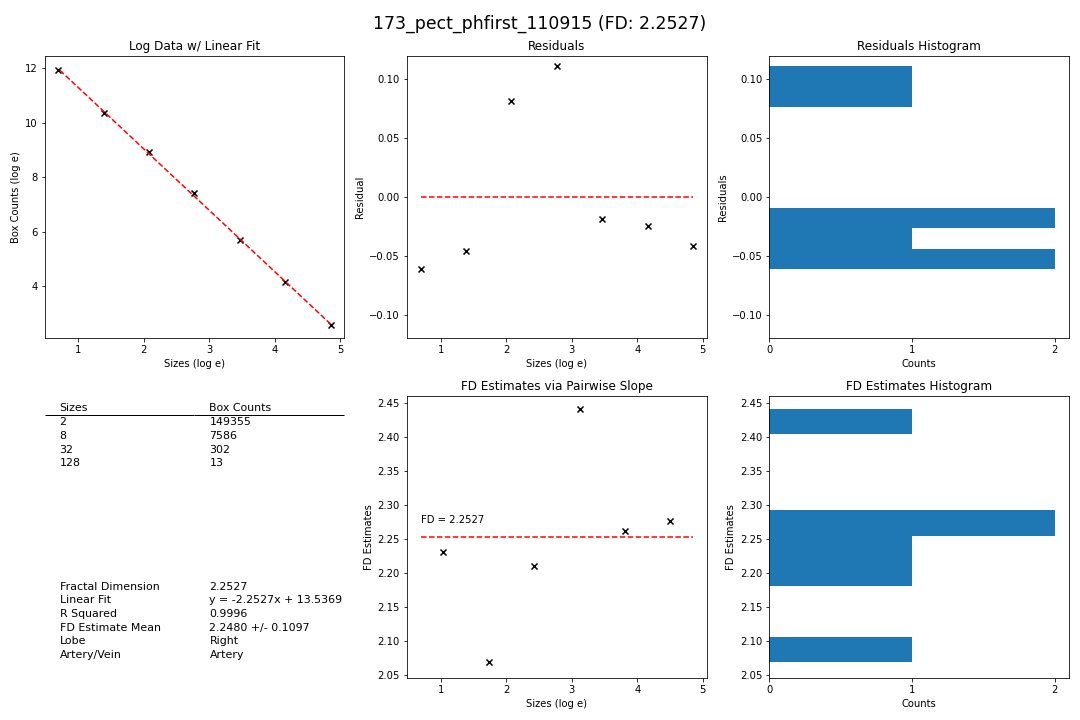 173_pect_phfirst_110915 (FD: 2.2527)
Log Data w/ Linear Fit
Box Counts (log e)
12
10
8
6
4
1 2 3 4 5
Sizes (log e)
Residuals
Residual
0.10
0.05
0.00
−0.05
−0.10
1 2 3 4 5
Sizes (log e)
Residuals Histogram
Residuals
0.10
0.05
0.00
−0.05
−0.10
0 1 2
Counts
Sizes Box Counts
2 149355
8 7586
32 302
128 13
Fractal Dimension 2.2527
Linear Fit y = -2.2527x + 13.5369
R Squared 0.9996
FD Estimate Mean 2.2480 +/- 0.1097
Lobe Right
Artery/Vein Artery
FD Estimates via Pairwise Slope
FD Estimates
2.45
2.40
2.35
2.30
2.25
2.20
2.15
2.10
2.05
FD = 2.2527
1 2 3 4 5
Sizes (log e)
FD Estimates Histogram
FD Estimates
2.45
2.40
2.35
2.30
2.25
2.20
2.15
2.10
2.05
0 1 2
Counts